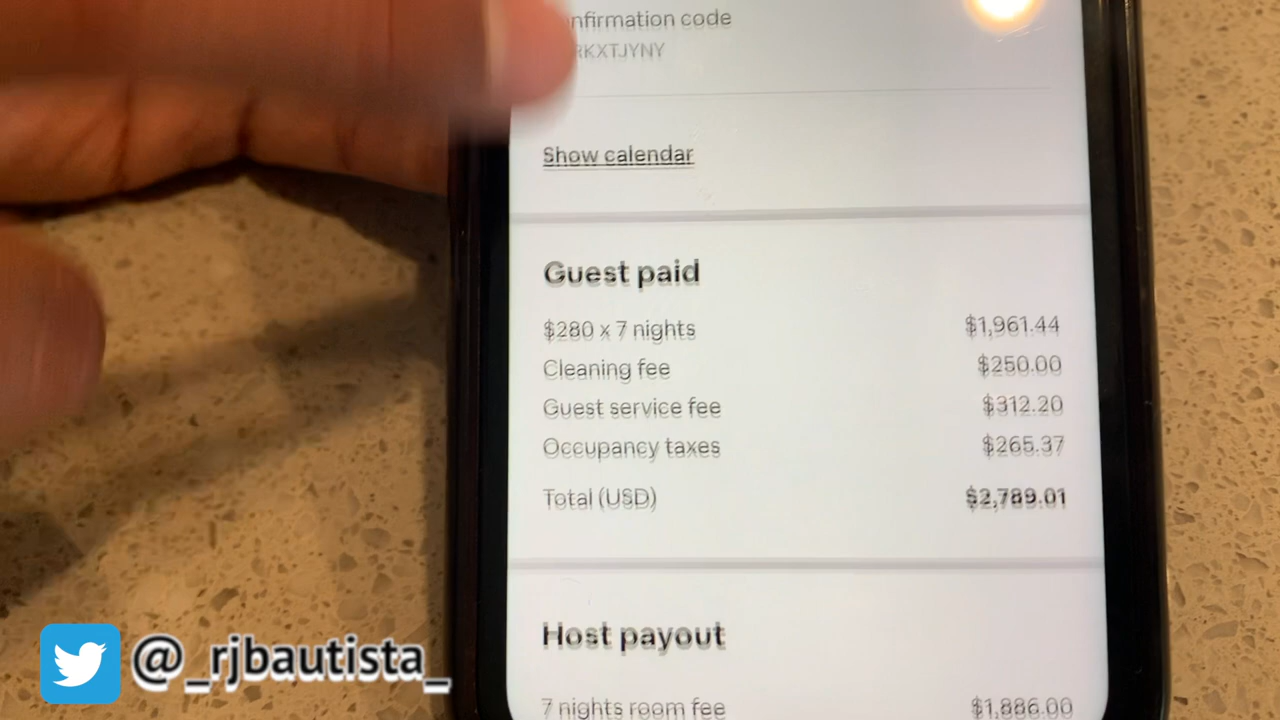 confirmation code
RKXTJYNY
Show calendar
Guest paid
$280 x 7 nights $1,961.44
Cleaning fee $250.00
Guest service fee $312.20
Occupancy taxes $265.37
Total (USD) $2,789.01
Host payout
7 nights room fee $1,886.00
@_rjbautista_